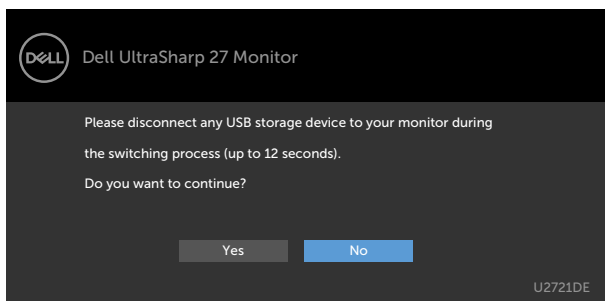 DELL Dell UltraSharp 27 Monitor
Please disconnect any USB storage device to your monitor during
the switching process (up to 12 seconds).
Do you want to continue?
Yes No
U2721DE